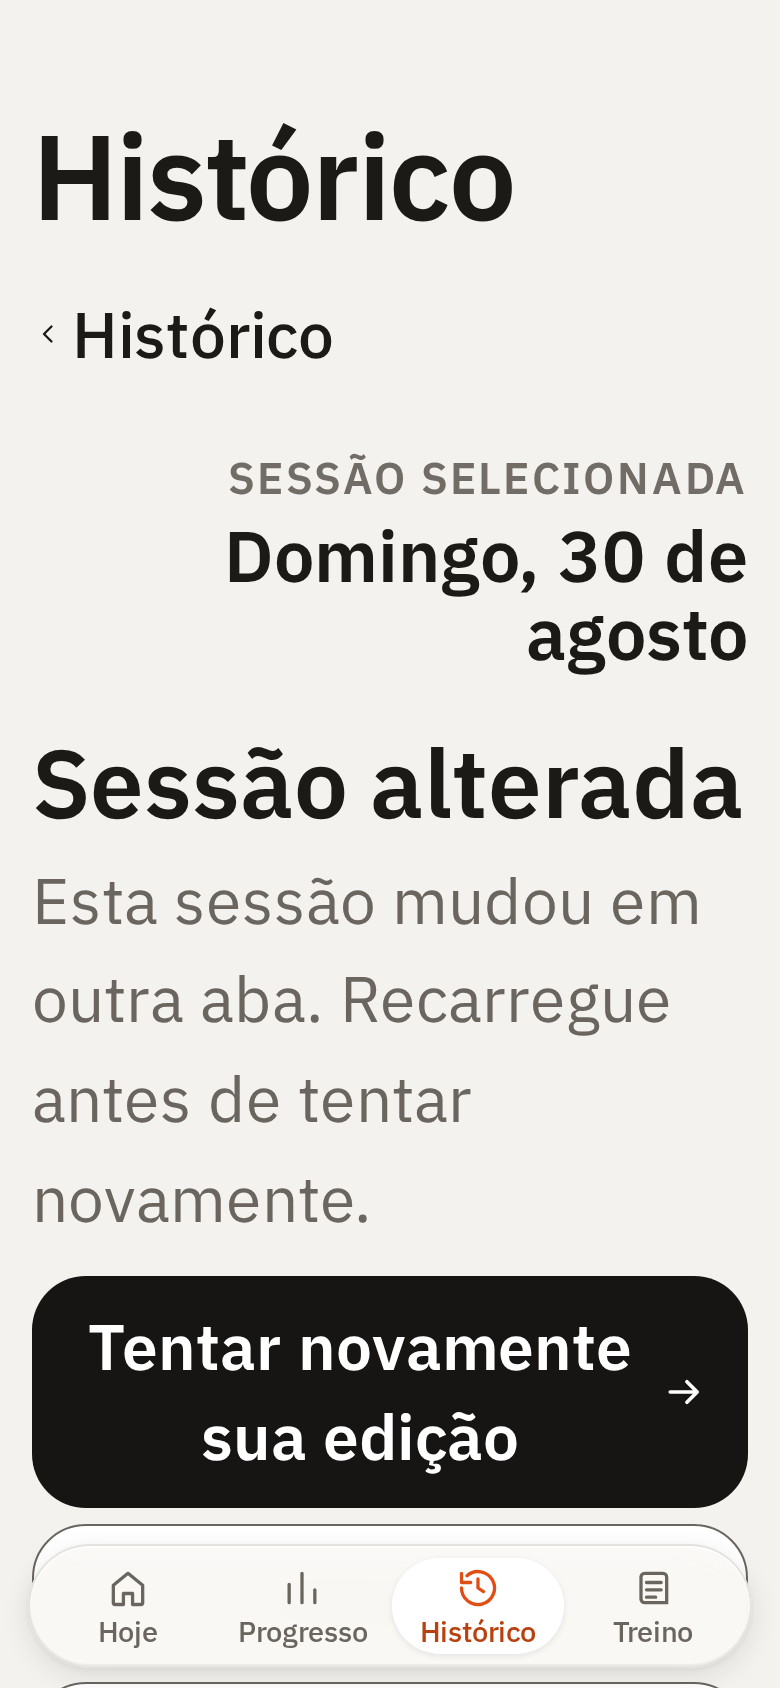 Histórico
Histórico
SESSÃO SELECIONADA
Domingo, 30 de
agosto
Sessão alterada
Esta sessão mudou em
outra aba. Recarregue
antes de tentar
novamente.
Tentar novamente
sua edição
Hoje
Progresso
Histórico
Treino